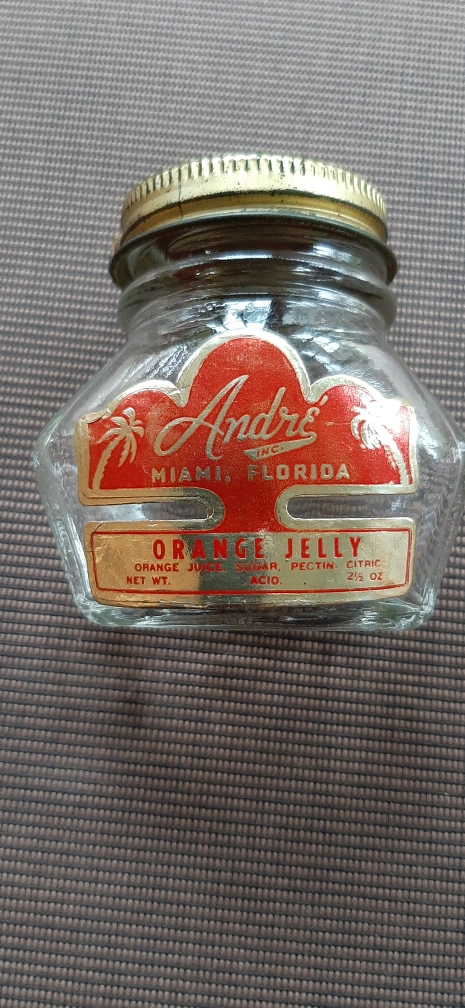 André
INC.
MIAMI, FLORIDA
ORANGE JELLY
ORANGE JUICE SUGAR, PECTIN CITRIC
NET WT. ACID. 2½ OZ